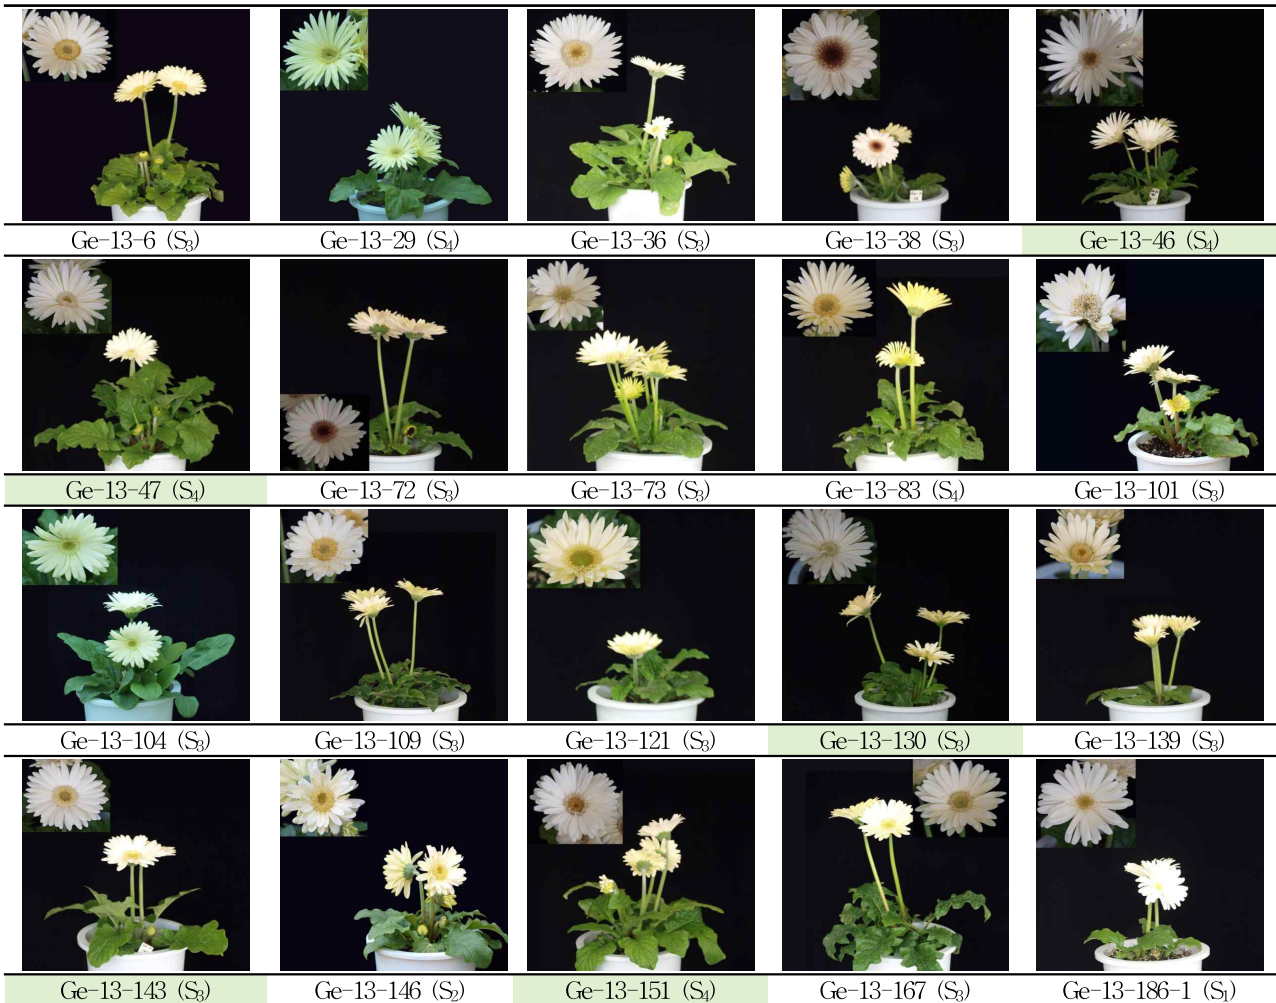 Ge-13-6 (S₃) Ge-13-29 (S₄) Ge-13-36 (S₃) Ge-13-38 (S₃) Ge-13-46 (S₄)
Ge-13-47 (S₄) Ge-13-72 (S₃) Ge-13-73 (S₃) Ge-13-83 (S₄) Ge-13-101 (S₃)
Ge-13-104 (S₃) Ge-13-109 (S₃) Ge-13-121 (S₃) Ge-13-130 (S₃) Ge-13-139 (S₃)
Ge-13-143 (S₃) Ge-13-146 (S₂) Ge-13-151 (S₄) Ge-13-167 (S₃) Ge-13-186-1 (S₁)